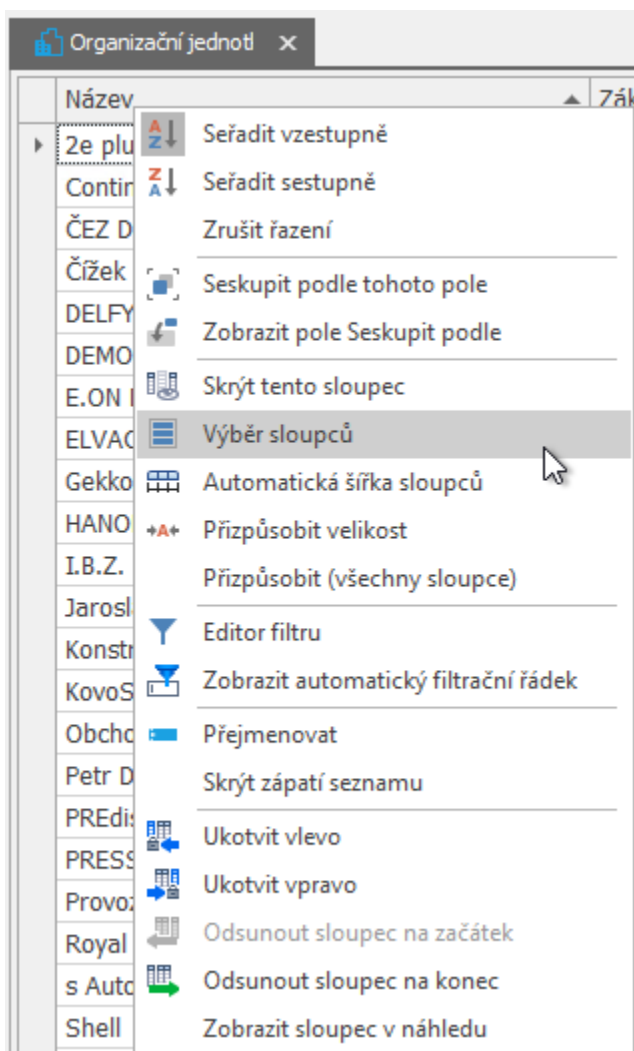 Organizační jednotl
Název
Zák
2e plu
Contin
ČEZ D
Čížek
DELFY
DEMO
E.ON
ELVAC
Gekko
HANO
I.B.Z.
Jarosl
Konstr
KovoS
Obcho
Petr D
PREdis
PRESS
Provoz
Royal
s Auto
Shell
Seřadit vzestupně
Seřadit sestupně
Zrušit řazení
Seskupit podle tohoto pole
Zobrazit pole Seskupit podle
Skrýt tento sloupec
Výběr sloupců
Automatická šířka sloupců
Přizpůsobit velikost
Přizpůsobit (všechny sloupce)
Editor filtru
Zobrazit automatický filtrační řádek
Přejmenovat
Skrýt zápatí seznamu
Ukotvit vlevo
Ukotvit vpravo
Odsunout sloupec na začátek
Odsunout sloupec na konec
Zobrazit sloupec v náhledu